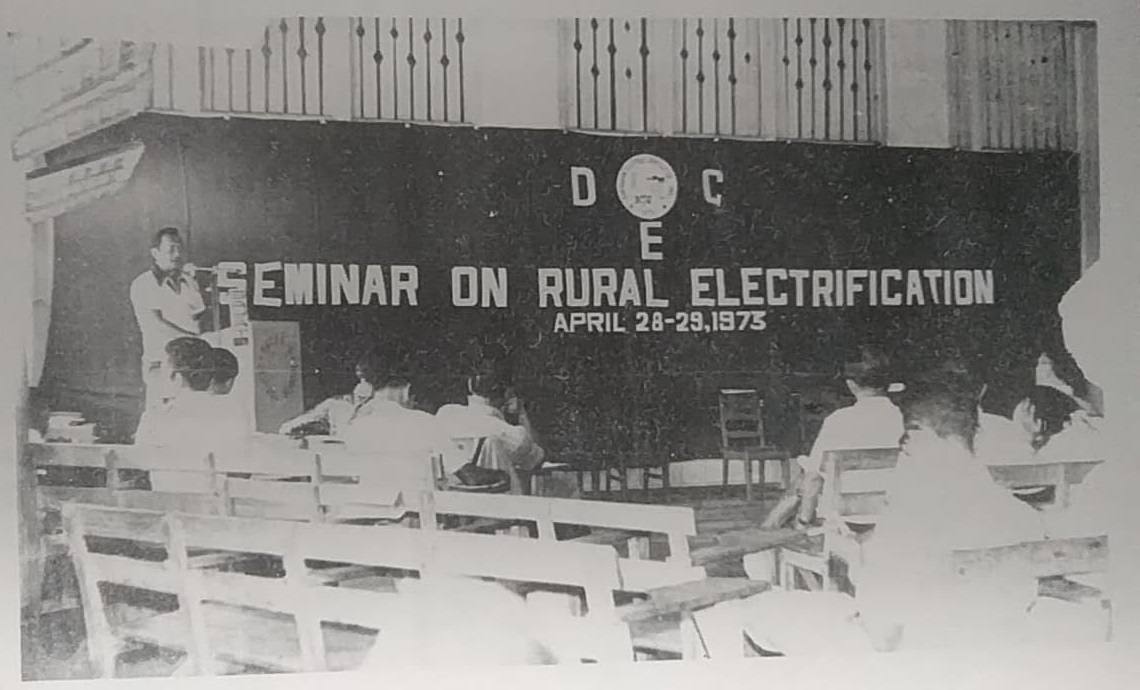 D C
E
SEMINAR ON RURAL ELECTRIFICATION
APRIL 28-29,1973